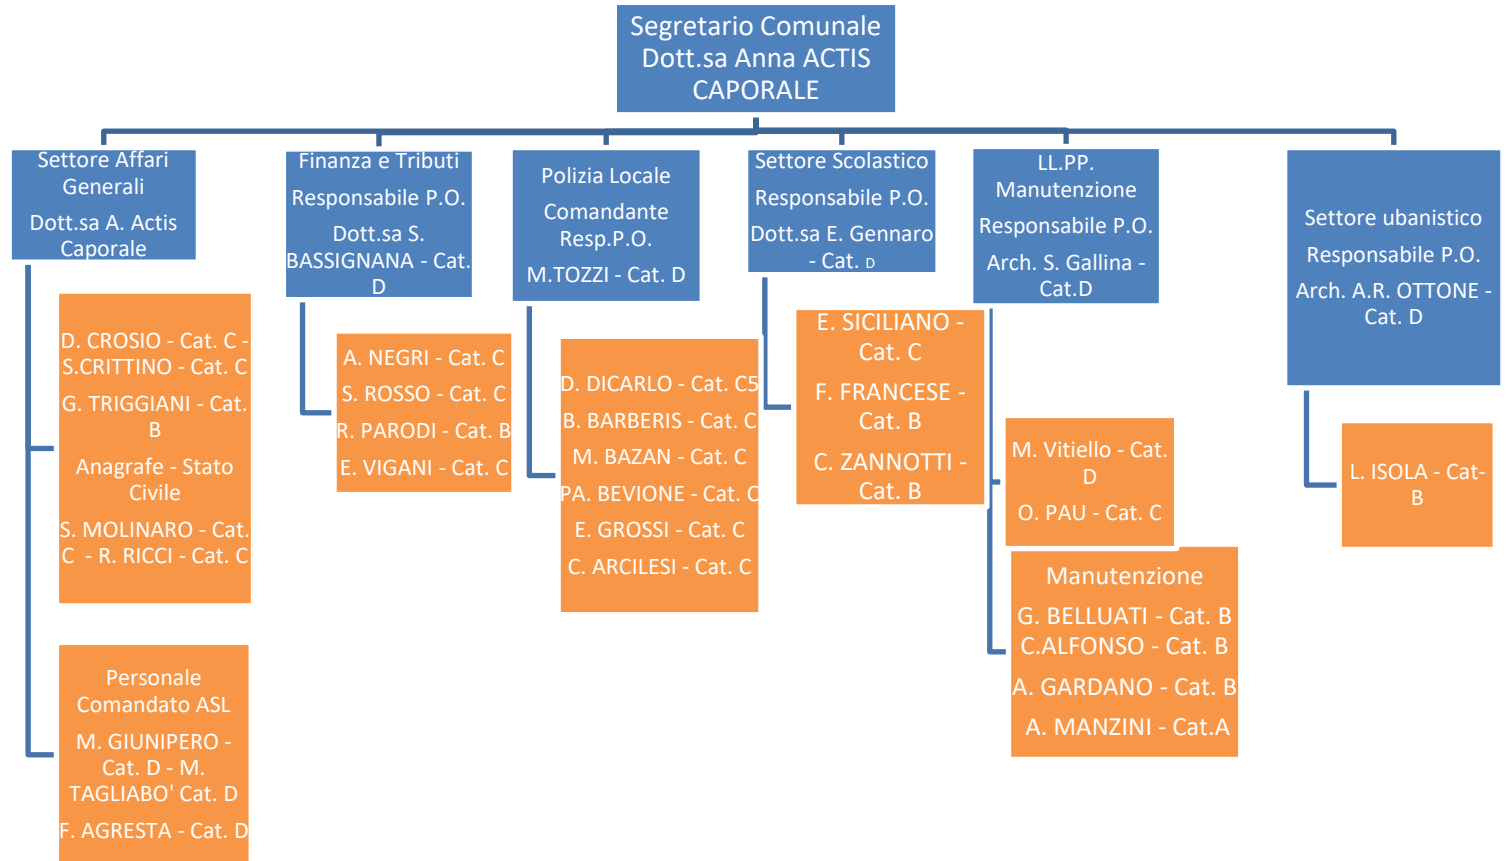 Segretario Comunale
Dott.sa Anna ACTIS
CAPORALE
Settore Affari
Generali
Dott.sa A. Actis
Caporale
D. CROSIO - Cat. C -
S.CRITTINO - Cat. C
G. TRIGGIANI - Cat.
B
Anagrafe - Stato
Civile
S. MOLINARO - Cat.
C - R. RICCI - Cat. C
Personale
Comandato ASL
M. GIUNIPERO -
Cat. D - M.
TAGLIABO' Cat. D
F. AGRESTA - Cat. D
Finanza e Tributi
Responsabile P.O.
Dott.sa S.
BASSIGNANA - Cat.
D
A. NEGRI - Cat. C
S. ROSSO - Cat. C
R. PARODI - Cat. B
E. VIGANI - Cat. C
Polizia Locale
Comandante
Resp.P.O.
M.TOZZI - Cat. D
D. DICARLO - Cat. C5
B. BARBERIS - Cat. C
M. BAZAN - Cat. C
PA. BEVIONE - Cat. C
E. GROSSI - Cat. C
C. ARCILESI - Cat. C
Settore Scolastico
Responsabile P.O.
Dott.sa E. Gennaro
- Cat. D
E. SICILIANO -
Cat. C
F. FRANCESE -
Cat. B
C. ZANNOTTI -
Cat. B
LL.PP.
Manutenzione
Responsabile P.O.
Arch. S. Gallina -
Cat.D
M. Vitiello - Cat.
D
O. PAU - Cat. C
Manutenzione
G. BELLUATI - Cat. B
C.ALFONSO - Cat. B
A. GARDANO - Cat. B
A. MANZINI - Cat.A
Settore ubanistico
Responsabile P.O.
Arch. A.R. OTTONE -
Cat. D
L. ISOLA - Cat-
B